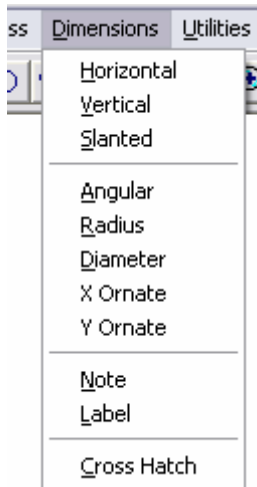 ss Dimensions Utilities
Horizontal
Vertical
Slanted
Angular
Radius
Diameter
X Ornate
Y Ornate
Note
Label
Cross Hatch